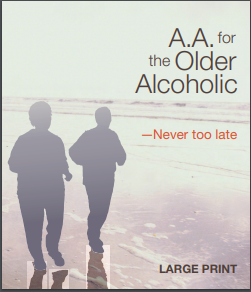 A.A. for
the Older
Alcoholic
—Never too late
LARGE PRINT